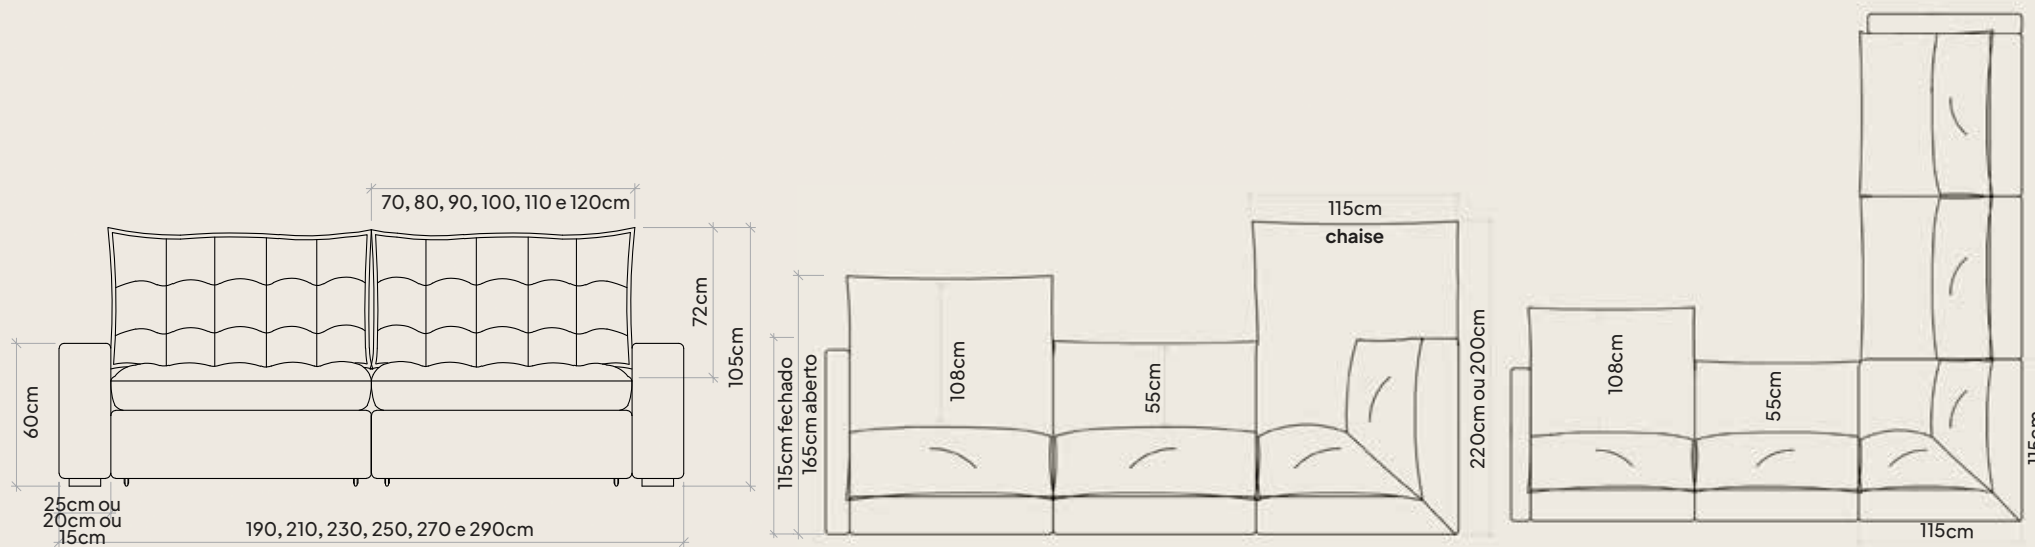 70, 80, 90, 100, 110 e 120cm
72cm
105cm
60cm
25cm ou
20cm ou
15cm
190, 210, 230, 250, 270 e 290cm
115cm fechado
165cm aberto
108cm
55cm
115cm
chaise
220cm ou 200cm
108cm
55cm
115cm
115cm